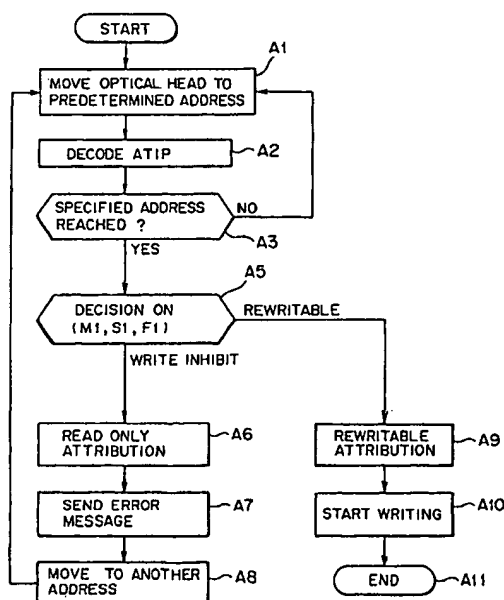 START
A1
MOVE OPTICAL HEAD TO
PREDETERMINED ADDRESS
DECODE ATIP
A2
SPECIFIED ADDRESS
REACHED ?
NO
A3
YES
A5
DECISION ON
(M1, S1, F1)
REWRITABLE
WRITE INHIBIT
READ ONLY
ATTRIBUTION
A6
REWRITABLE
ATTRIBUTION
A9
SEND ERROR
MESSAGE
A7
START WRITING
A10
MOVE TO ANOTHER
ADDRESS
A8
END
A11